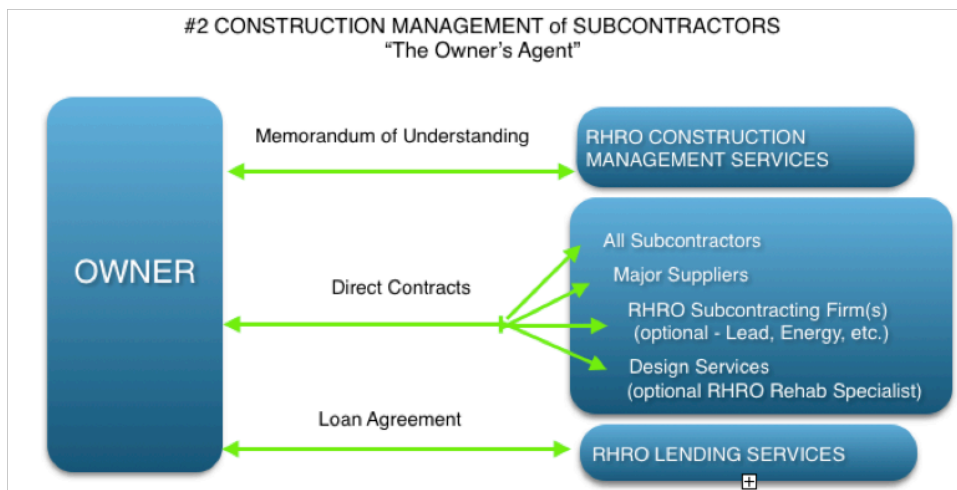 #2 CONSTRUCTION MANAGEMENT of SUBCONTRACTORS
“The Owner’s Agent”
OWNER
Memorandum of Understanding
RHRO CONSTRUCTION
MANAGEMENT SERVICES
Direct Contracts
All Subcontractors
Major Suppliers
RHRO Subcontracting Firm(s)
(optional - Lead, Energy, etc.)
Design Services
(optional RHRO Rehab Specialist)
Loan Agreement
RHRO LENDING SERVICES